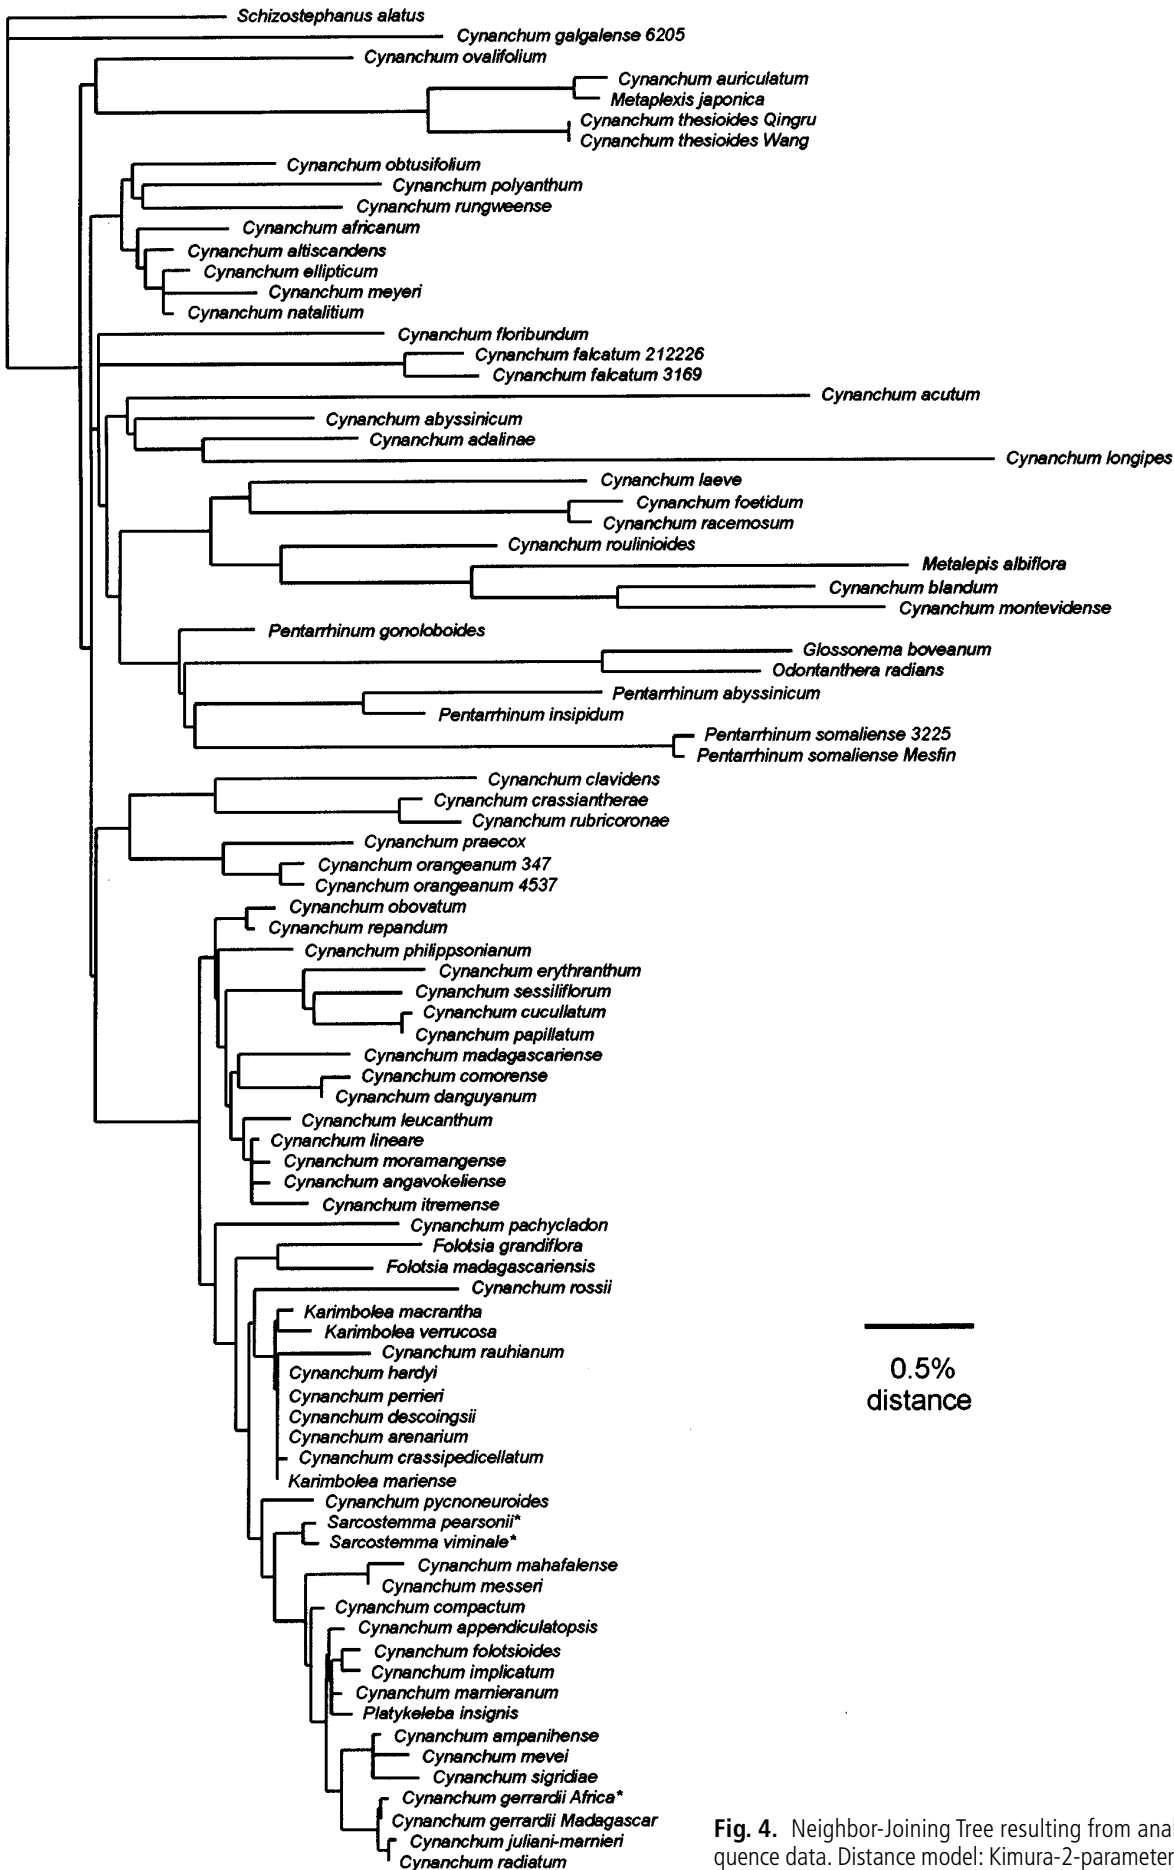 Schizostephanus alatus
Cynanchum galgalense 6205
Cynanchum ovalifolium
Cynanchum auriculatum
Metaplexis japonica
Cynanchum thesioides Qingru
Cynanchum thesioides Wang
Cynanchum obtusifolium
Cynanchum polyanthum
Cynanchum rungweense
Cynanchum africanum
Cynanchum altiscandens
Cynanchum ellipticum
Cynanchum meyeri
Cynanchum natalitium
Cynanchum floribundum
Cynanchum falcatum 212226
Cynanchum falcatum 3169
Cynanchum acutum
Cynanchum abyssinicum
Cynanchum adalinae
Cynanchum longipes
Cynanchum laeve
Cynanchum foetidum
Cynanchum racemosum
Cynanchum roulinioides
Metalepis albiflora
Cynanchum blandum
Cynanchum montevidense
Pentarrhinum gonoloboides
Glossonema boveanum
Odontanthera radians
Pentarrhinum abyssinicum
Pentarrhinum insipidum
Pentarrhinum somaliense 3225
Pentarrhinum somaliense Mesfin
Cynanchum clavidens
Cynanchum crassiantherae
Cynanchum rubricoronae
Cynanchum praecox
Cynanchum orangeanum 347
Cynanchum orangeanum 4537
Cynanchum obovatum
Cynanchum repandum
Cynanchum philippsonianum
Cynanchum erythranthum
Cynanchum sessiliflorum
Cynanchum cucullatum
Cynanchum papillatum
Cynanchum madagascariense
Cynanchum comorense
Cynanchum danguyanum
Cynanchum leucanthum
Cynanchum lineare
Cynanchum moramangense
Cynanchum angavokeliense
Cynanchum itremense
Cynanchum pachycladon
Folotsia grandiflora
Folotsia madagascariensis
Cynanchum rossii
Karimbolea macrantha
Karimbolea verrucosa
Cynanchum rauhianum
Cynanchum hardyi
Cynanchum perrieri
Cynanchum descoingsii
Cynanchum arenarium
Cynanchum crassipedicellatum
Karimbolea mariense
0.5%
distance
Cynanchum pycnoneuroides
Sarcostemma pearsonii*
Sarcostemma viminale*
Cynanchum mahafalense
Cynanchum messeri
Cynanchum compactum
Cynanchum appendiculatopsis
Cynanchum folotsioides
Cynanchum implicatum
Cynanchum marnieranum
Platykeleba insignis
Cynanchum ampanihense
Cynanchum mevei
Cynanchum sigridiae
Cynanchum gerrardii Africa*
Cynanchum gerrardii Madagascar
Cynanchum juliani-marnieri
Cynanchum radiatum
Fig. 4. Neighbor-Joining Tree resulting from anal
quence data. Distance model: Kimura-2-parameter